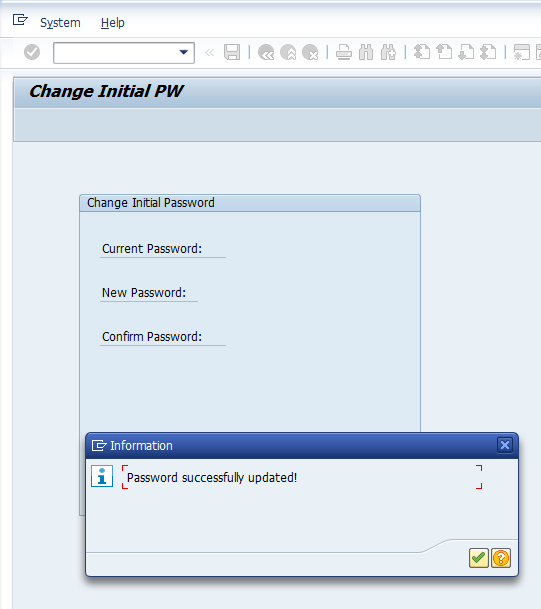 System Help
Change Initial PW
Change Initial Password
Current Password:
New Password:
Confirm Password:
Information
Password successfully updated!